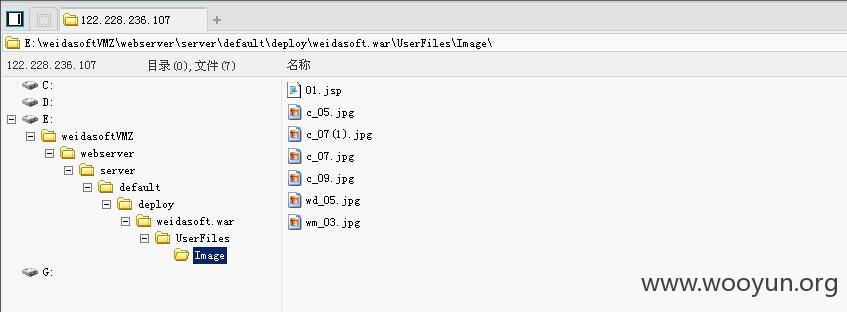 122.228.236.107
E:\weidasoftVMZ\webserver\server\default\deploy\weidasoft.war\UserFiles\Image\
122.228.236.107 目录(0),文件(7) 名称
C:
D:
E:
weidasoftVMZ
webserver
server
default
deploy
weidasoft.war
UserFiles
Image
G:
01.jsp
c_05.jpg
c_07(1).jpg
c_07.jpg
c_09.jpg
wd_05.jpg
wm_03.jpg
www.wooyun.org